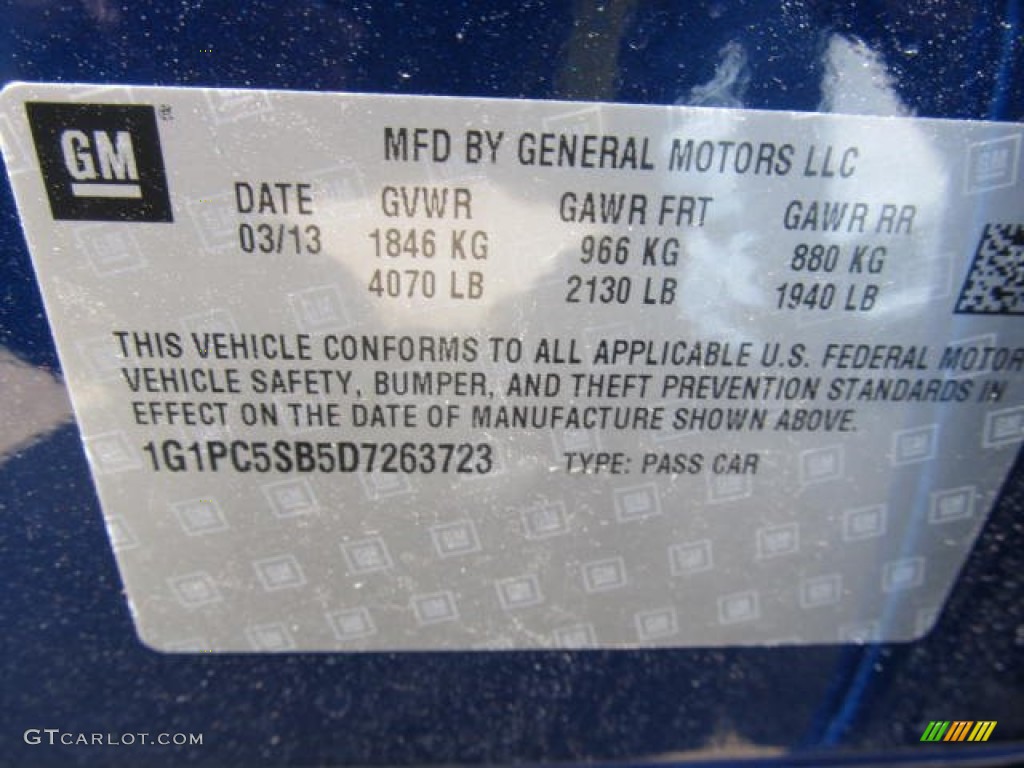 GM
MFD BY GENERAL MOTORS LLC
DATE GVWR GAWR FRT GAWR RR
03/13 1846 KG 966 KG 880 KG
4070 LB 2130 LB 1940 LB
THIS VEHICLE CONFORMS TO ALL APPLICABLE U.S. FEDERAL MOTOR
VEHICLE SAFETY, BUMPER, AND THEFT PREVENTION STANDARDS IN
EFFECT ON THE DATE OF MANUFACTURE SHOWN ABOVE.
1G1PC5SB5D7263723 TYPE: PASS CAR
GTCARLOT.COM